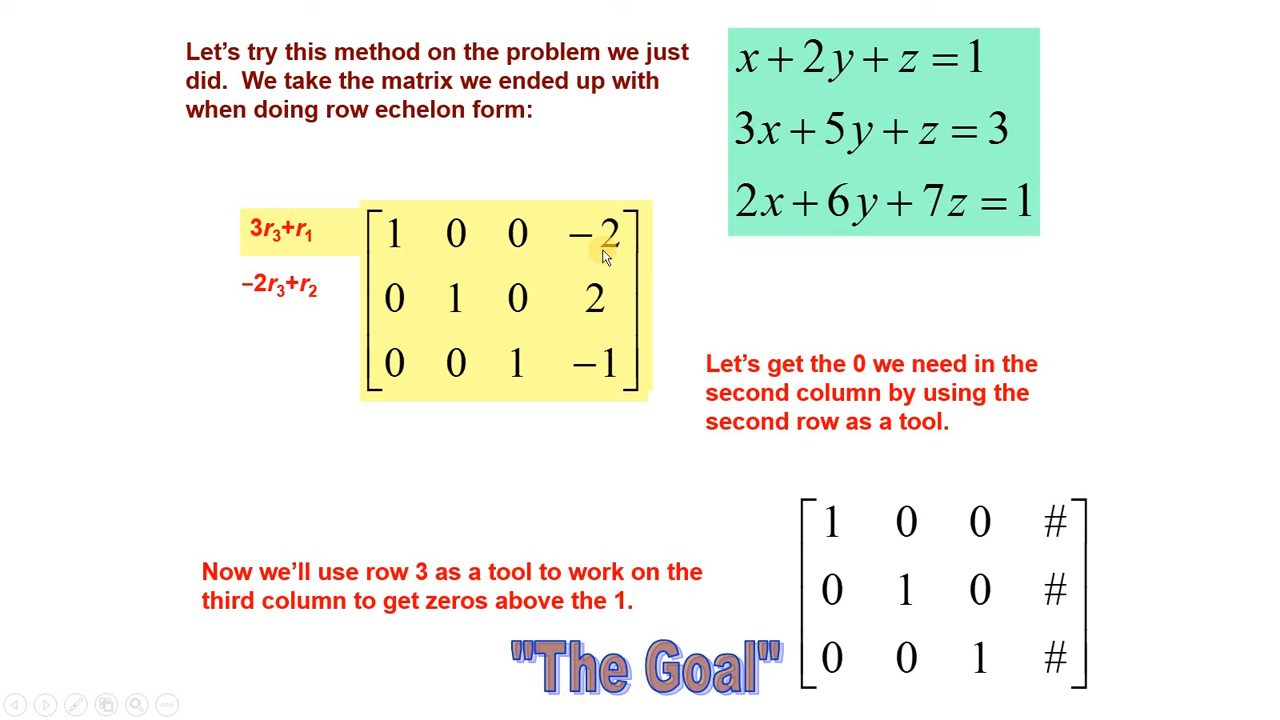 Let's try this method on the problem we just
did. We take the matrix we ended up with
when doing row echelon form:
x + 2y + z = 1
3x + 5y + z = 3
2x + 6y + 7z = 1
3r₃+r₁
−2r₃+r₂
1 0 0 −2
0 1 0 2
0 0 1 −1
Let's get the 0 we need in the
second column by using the
second row as a tool.
Now we'll use row 3 as a tool to work on the
third column to get zeros above the 1.
"The Goal"
1 0 0 #
0 1 0 #
0 0 1 #